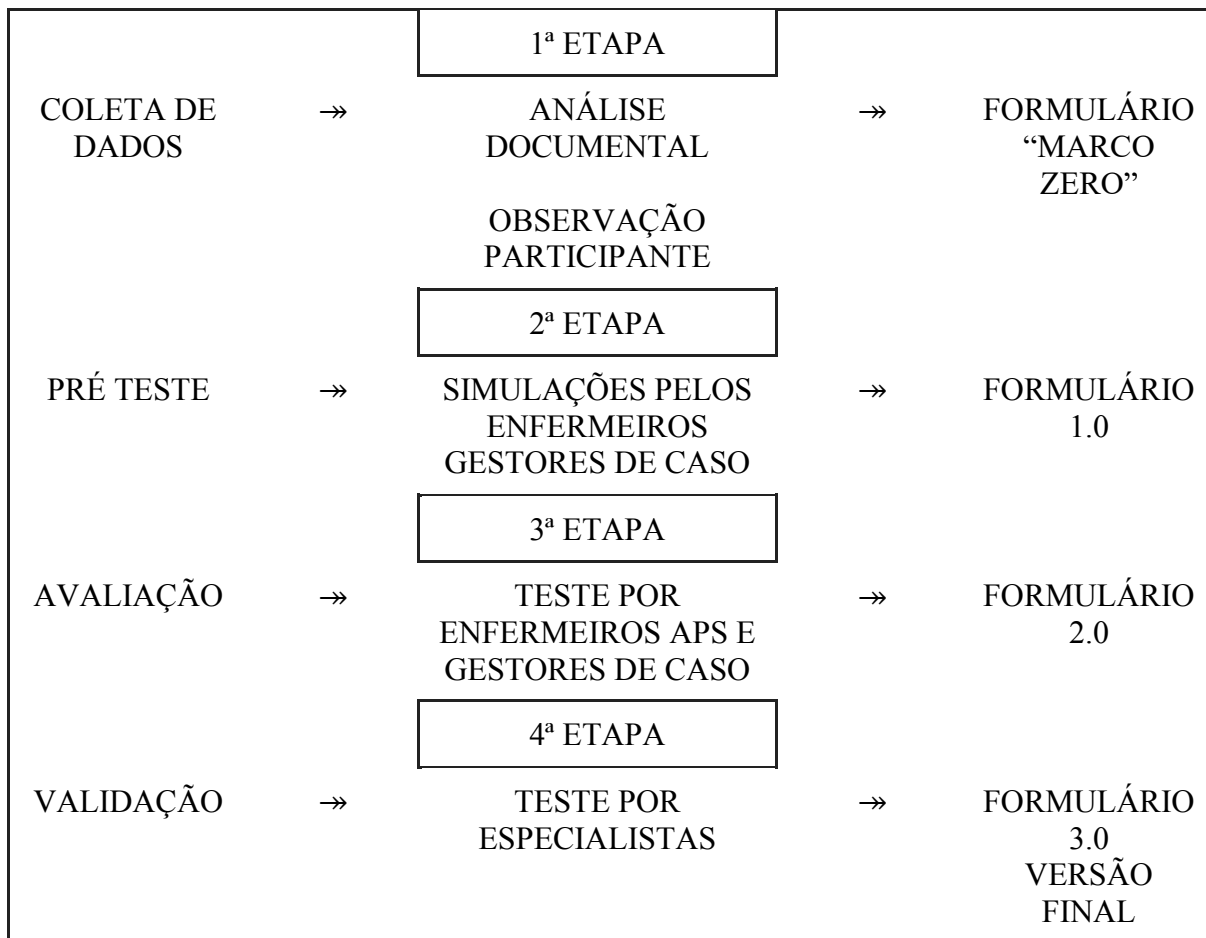 1ª ETAPA
COLETA DE ↠ ANÁLISE ↠ FORMULÁRIO
DADOS DOCUMENTAL “MARCO
ZERO”
OBSERVAÇÃO
PARTICIPANTE
2ª ETAPA
PRÉ TESTE ↠ SIMULAÇÕES PELOS ↠ FORMULÁRIO
ENFERMEIROS 1.0
GESTORES DE CASO
3ª ETAPA
AVALIAÇÃO ↠ TESTE POR ↠ FORMULÁRIO
ENFERMEIROS APS E 2.0
GESTORES DE CASO
4ª ETAPA
VALIDAÇÃO ↠ TESTE POR ↠ FORMULÁRIO
ESPECIALISTAS 3.0
VERSÃO
FINAL